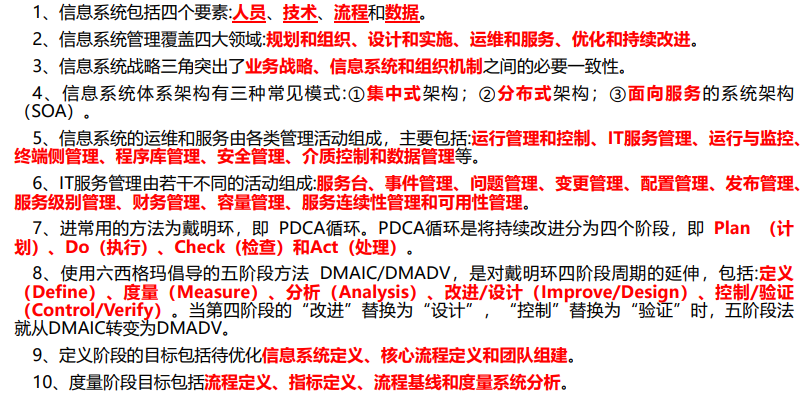 1、信息系统包括四个要素:人员、技术、流程和数据。
2、信息系统管理覆盖四大领域:规划和组织、设计和实施、运维和服务、优化和持续改进。
3、信息系统战略三角突出了业务战略、信息系统和组织机制之间的必要一致性。
4、信息系统体系架构有三种常见模式:①集中式架构；②分布式架构；③面向服务的系统架构
（SOA）。
5、信息系统的运维和服务由各类管理活动组成，主要包括:运行管理和控制、IT服务管理、运行与监控、
终端侧管理、程序库管理、安全管理、介质控制和数据管理等。
6、IT服务管理由若干不同的活动组成:服务台、事件管理、问题管理、变更管理、配置管理、发布管理、
服务级别管理、财务管理、容量管理、服务连续性管理和可用性管理。
7、进常用的方法为戴明环，即 PDCA循环。PDCA循环是将持续改进分为四个阶段，即 Plan （计
划）、Do（执行）、Check（检查）和Act（处理）。
8、使用六西格玛倡导的五阶段方法 DMAIC/DMADV，是对戴明环四阶段周期的延伸，包括:定义
（Define）、度量（Measure）、分析（Analysis）、改进/设计（Improve/Design）、控制/验证
（Control/Verify）。当第四阶段的“改进”替换为“设计”，“控制”替换为“验证”时，五阶段法
就从DMAIC转变为DMADV。
9、定义阶段的目标包括待优化信息系统定义、核心流程定义和团队组建。
10、度量阶段目标包括流程定义、指标定义、流程基线和度量系统分析。